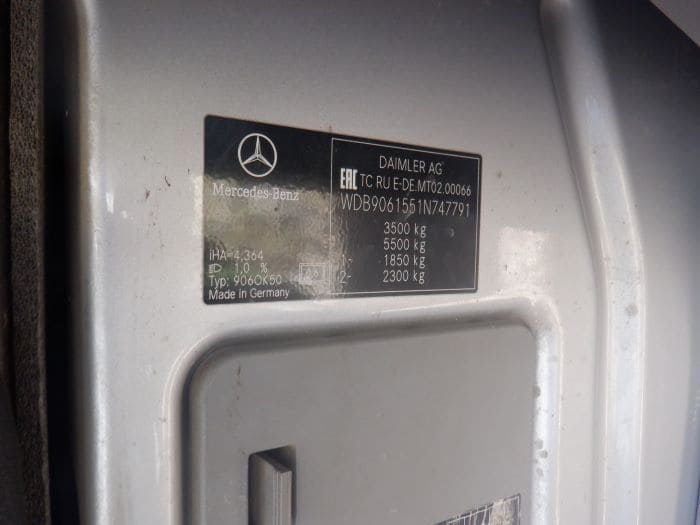 Mercedes-Benz
iHA=4,364
1,0 %
Typ: 906OK50
Made in Germany
DAIMLER AG
EAC TC RU E-DE.MT02.00066
WDB9061551N747791
3500 kg
5500 kg
1- 1850 kg
2- 2300 kg